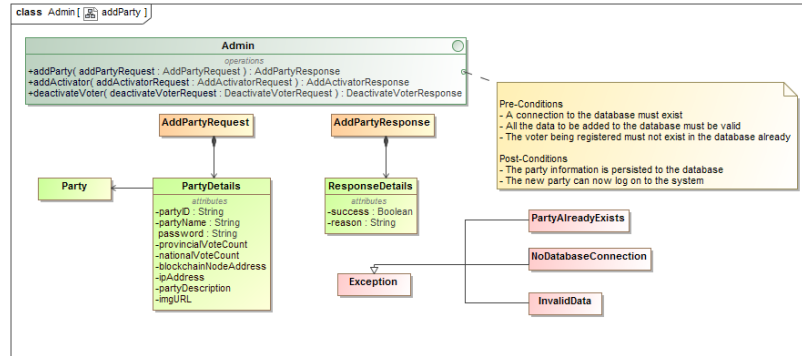 class Admin [ addParty ]
Admin
operations
+addParty( addPartyRequest : AddPartyRequest ) : AddPartyResponse
+addActivator( addActivatorRequest : AddActivatorRequest ) : AddActivatorResponse
+deactivateVoter( deactivateVoterRequest : DeactivateVoterRequest ) : DeactivateVoterResponse
Pre-Conditions
- A connection to the database must exist
- All the data to be added to the database must be valid
- The voter being registered must not exist in the database already
Post-Conditions
- The party information is persisted to the database
- The new party can now log on to the system
AddPartyRequest
AddPartyResponse
Party
PartyDetails
attributes
-partyID : String
-partyName : String
password : String
-provincialVoteCount
-nationalVoteCount
-blockchainNodeAddress
-ipAddress
-partyDescription
-imgURL
ResponseDetails
attributes
-success : Boolean
-reason : String
PartyAlreadyExists
NoDatabaseConnection
Exception
InvalidData